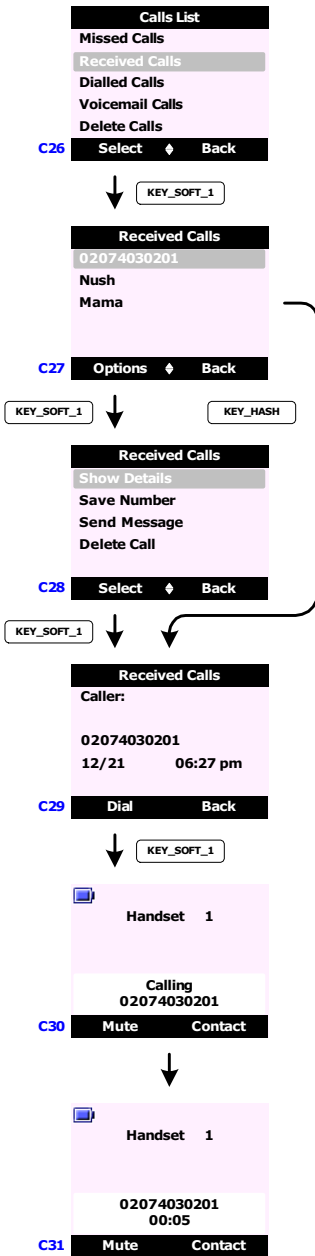 Calls List
Missed Calls
Received Calls
Dialled Calls
Voicemail Calls
Delete Calls
C26 Select Back
KEY_SOFT_1
Received Calls
02074030201
Nush
Mama
C27 Options Back
KEY_SOFT_1 KEY_HASH
Received Calls
Show Details
Save Number
Send Message
Delete Call
C28 Select Back
KEY_SOFT_1
Received Calls
Caller:
02074030201
12/21 06:27 pm
C29 Dial Back
KEY_SOFT_1
Handset 1
Calling
02074030201
C30 Mute Contact
Handset 1
02074030201
00:05
C31 Mute Contact